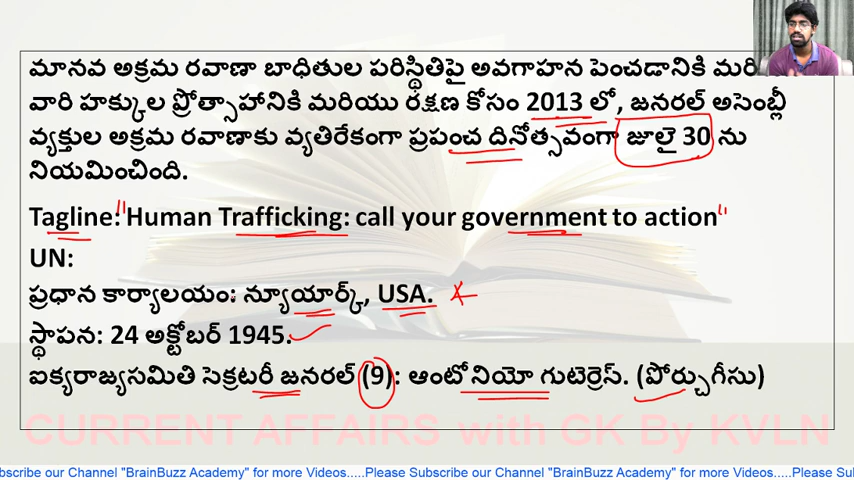 మానవ అక్రమ రవాణా బాధితుల పరిస్థితిపై అవగాహన పెంచడానికి మరి
వారి హక్కుల ప్రోత్సాహానికి మరియు రక్షణ కోసం 2013 లో, జనరల్ అసెంబ్లీ
వ్యక్తుల అక్రమ రవాణాకు వ్యతిరేకంగా ప్రపంచ దినోత్సవంగా జూలై 30 ను
నియమించింది.
Tagline: "Human Trafficking: call your government to action"
UN:
ప్రధాన కార్యాలయం: న్యూయార్క్, USA.
స్థాపన: 24 అక్టోబర్ 1945.
ఐక్యరాజ్యసమితి సెక్రటరీ జనరల్ (9): ఆంటోనియో గుటెర్రెస్. (పోర్చుగీసు)
CURRENT AFFAIRS with GK By KVLN
bscribe our Channel "BrainBuzz Academy" for more Videos.....Please Subscribe our Channel "BrainBuzz Academy" for more Videos.....Please Su